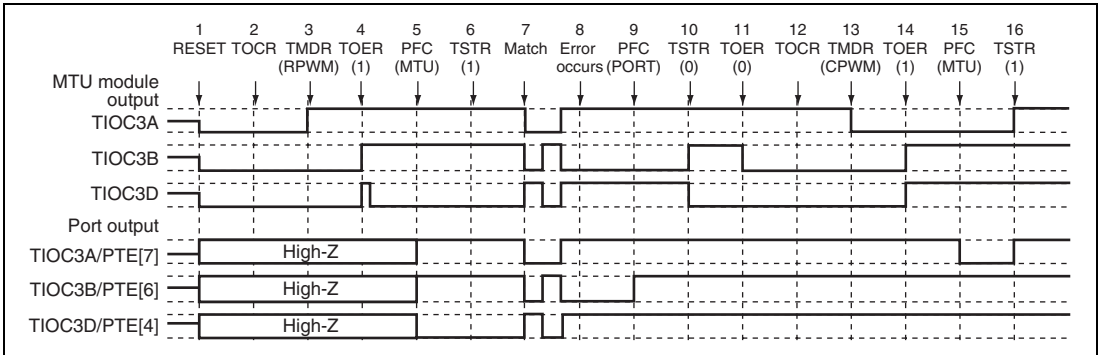 1 2 3 4 5 6 7 8 9 10 11 12 13 14 15 16
RESET TOCR TMDR TOER PFC TSTR Match Error PFC TSTR TOER TOCR TMDR TOER PFC TSTR
(RPWM) (1) (MTU) (1) occurs (PORT) (0) (0) (CPWM) (1) (MTU) (1)
MTU module
output
TIOC3A
TIOC3B
TIOC3D
Port output
TIOC3A/PTE[7] High-Z
TIOC3B/PTE[6] High-Z
TIOC3D/PTE[4] High-Z